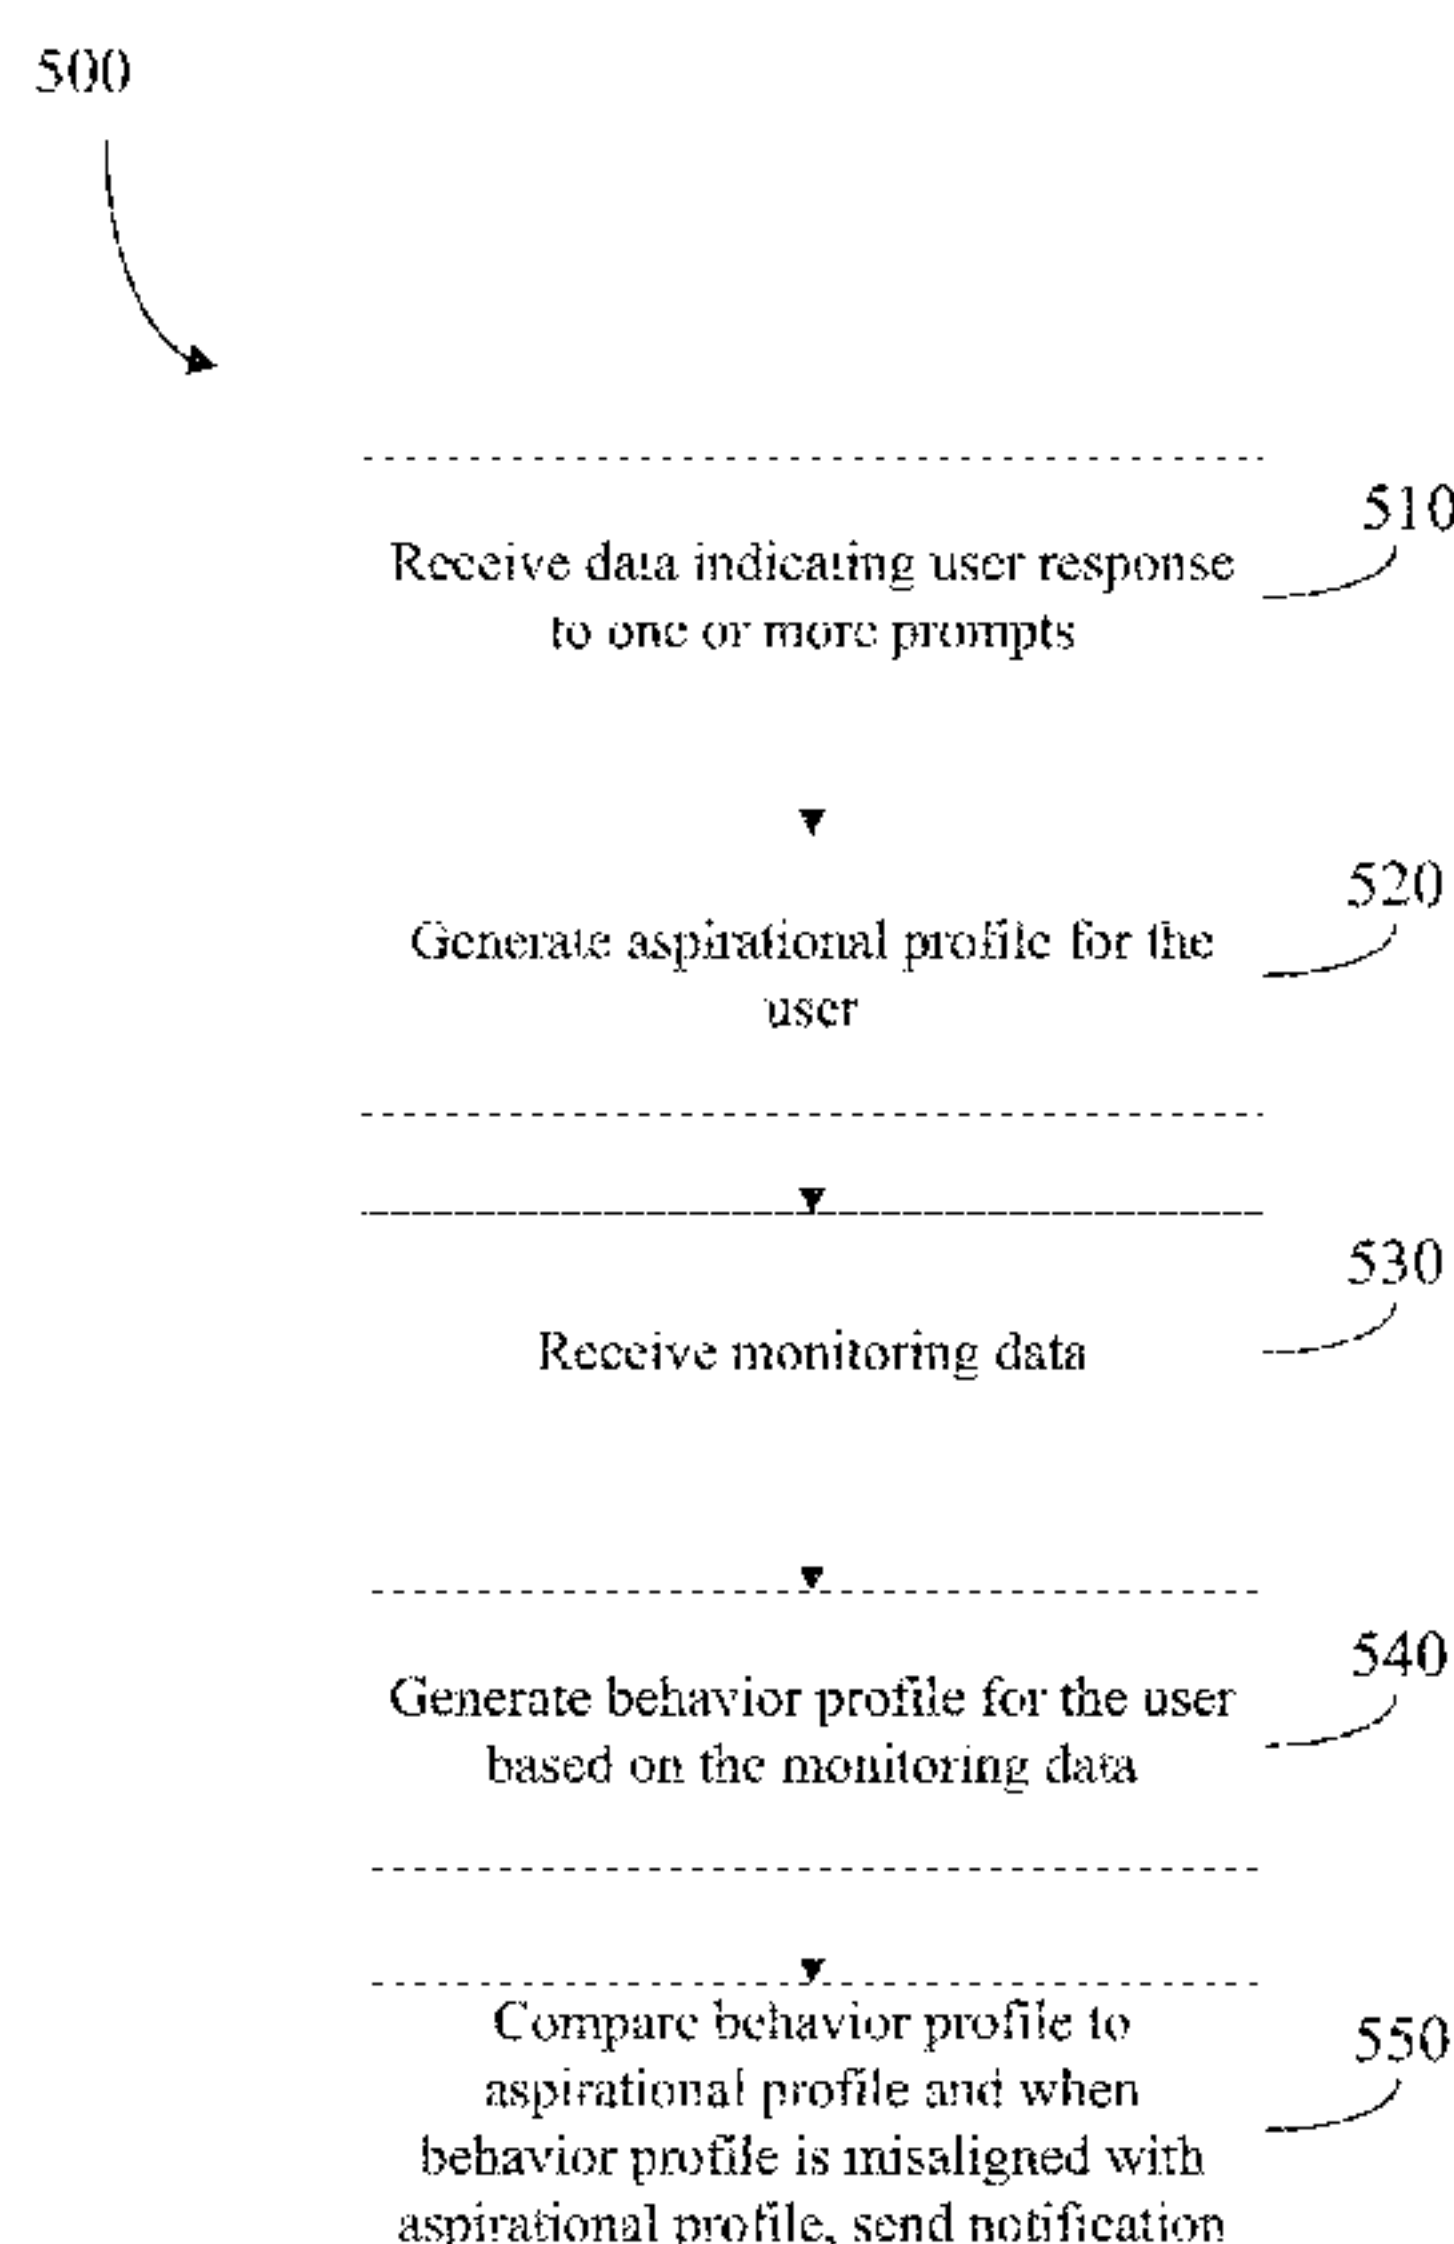 500
510
Receive data indicating user response
to one or more prompts
520
Generate aspirational profile for the
user
530
Receive monitoring data
540
Generate behavior profile for the user
based on the monitoring data
550
Compare behavior profile to
aspirational profile and when
behavior profile is misaligned with
aspirational profile, send notification